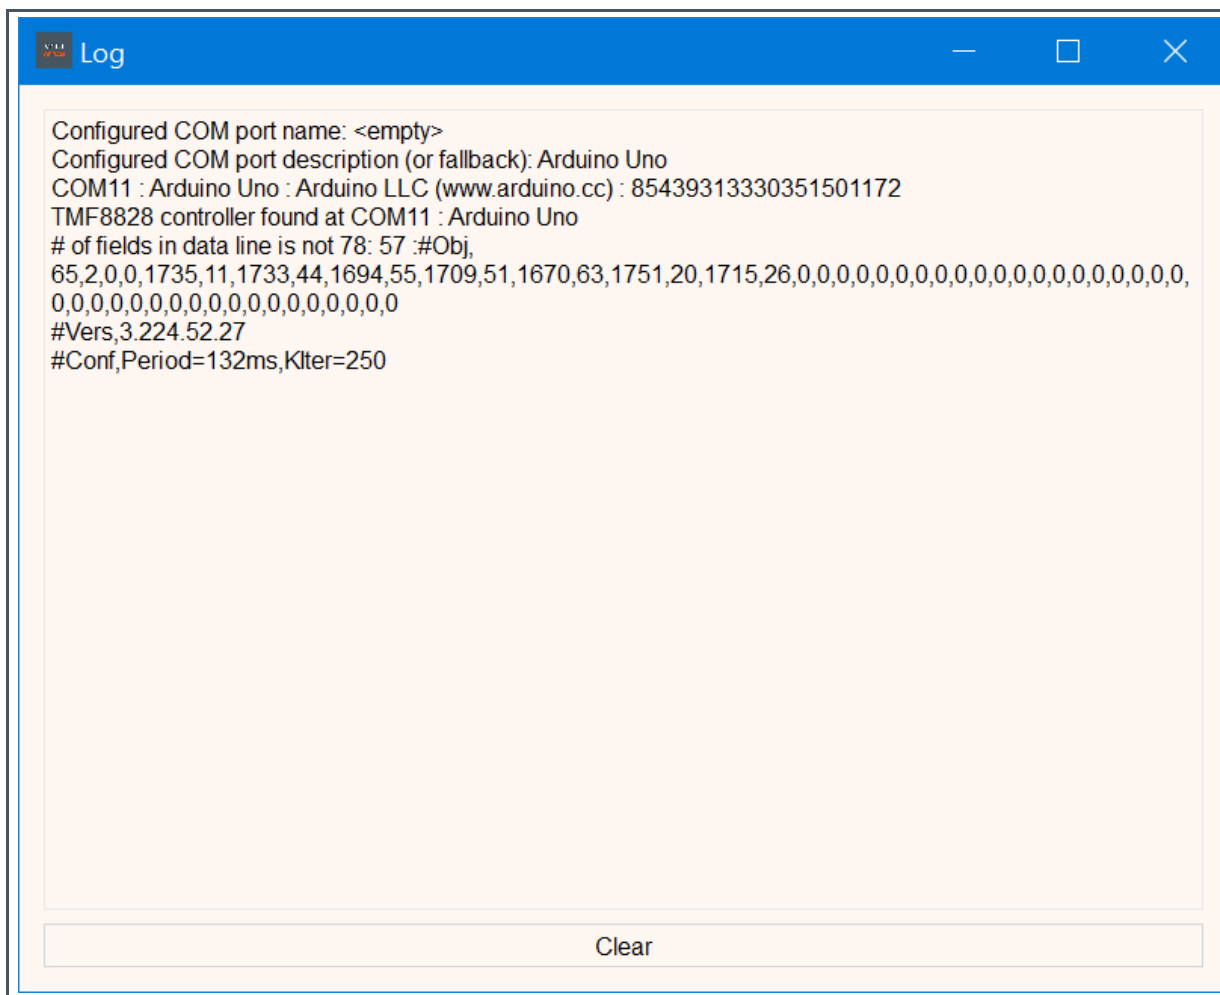 Log
Configured COM port name: <empty>
Configured COM port description (or fallback): Arduino Uno
COM11 : Arduino Uno : Arduino LLC (www.arduino.cc) : 85439313330351501172
TMF8828 controller found at COM11 : Arduino Uno
# of fields in data line is not 78: 57 :#Obj,
65,2,0,0,1735,11,1733,44,1694,55,1709,51,1670,63,1751,20,1715,26,0,0,0,0,0,0,0,0,0,0,0,0,0,0,0,0,0,0,0,0,
0,0,0,0,0,0,0,0,0,0,0,0,0,0,0,0,0,0
#Vers,3.224.52.27
#Conf,Period=132ms,KIter=250
Clear